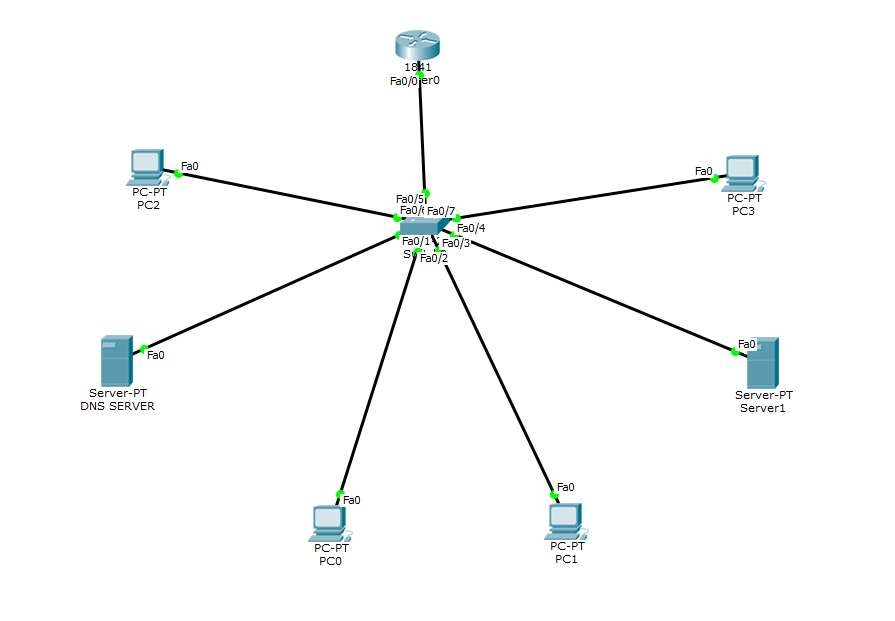 1841
Fa0/0
er0
Fa0
PC-PT
PC2
Fa0
PC-PT
PC3
Fa0/5
Fa0/
Fa0/7
Fa0/4
Fa0/1
Fa0/3
Fa0/2
Fa0
Server-PT
DNS SERVER
Fa0
Server-PT
Server1
Fa0
PC-PT
PC0
Fa0
PC-PT
PC1